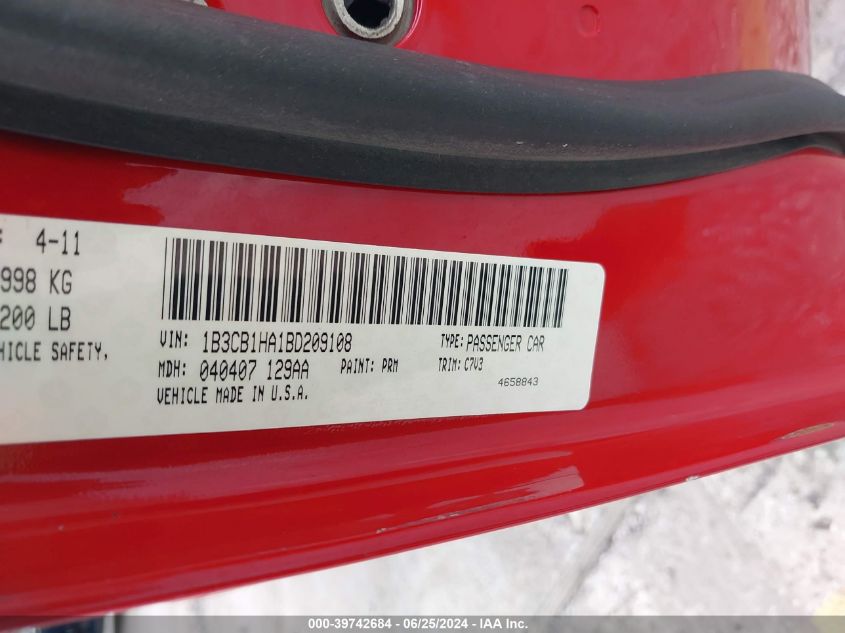 4-11
998 KG
200 LB
HICLE SAFETY,
VIN: 1B3CB1HA1BD209108 TYPE: PASSENGER CAR
MDH: 040407 129AA PAINT: PRM TRIM: C7V3
VEHICLE MADE IN U.S.A. 4658843
000-39742684 - 06/25/2024 - IAA Inc.